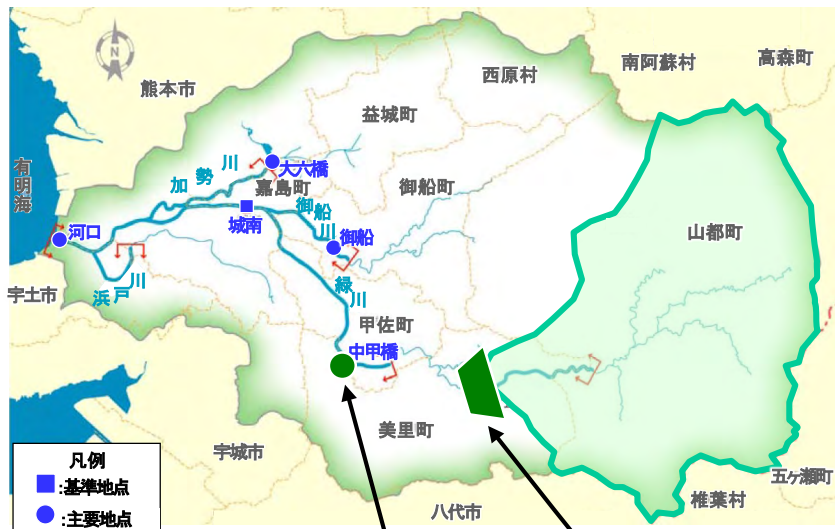 N
高森町
南阿蘇村
西原村
熊本市
益城町
有明海
大六橋
加勢川
嘉島町
御船町
御船川
山都町
河口
城南
御船
宇土市
浜戸川
緑川
甲佐町
中甲橋
美里町
宇城市
凡例
:基準地点
:主要地点
五ヶ瀬町
椎葉村
八代市